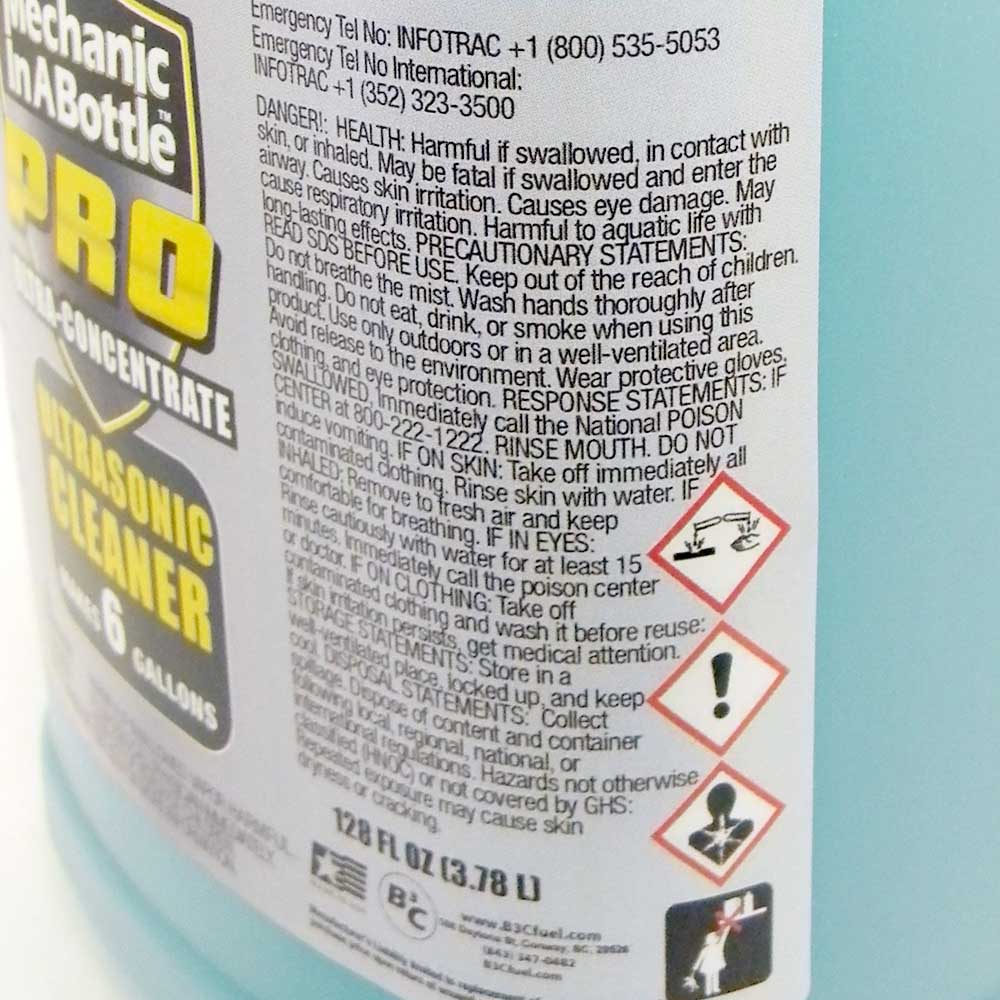 Mechanic
InABottle™
PRO
ULTRA-CONCENTRATE
ULTRASONIC
CLEANER
MAKES 6 GALLONS
Emergency Tel No: INFOTRAC +1 (800) 535-5053
Emergency Tel No International:
INFOTRAC +1 (352) 323-3500
DANGER!: HEALTH: Harmful if swallowed, in contact with
skin, or inhaled. May be fatal if swallowed and enter the
airway. Causes skin irritation. Causes eye damage. May
cause respiratory irritation. Harmful to aquatic life with
long-lasting effects. PRECAUTIONARY STATEMENTS:
READ SDS BEFORE USE. Keep out of the reach of children.
Do not breathe the mist. Wash hands thoroughly after
handling. Do not eat, drink, or smoke when using this
product. Use only outdoors or in a well-ventilated area.
Avoid release to the environment. Wear protective gloves,
clothing, and eye protection. RESPONSE STATEMENTS: IF
SWALLOWED, Immediately call the National POISON
CENTER at 800-222-1222. RINSE MOUTH. DO NOT
induce vomiting. IF ON SKIN: Take off immediately all
contaminated clothing. Rinse skin with water. IF
INHALED: Remove to fresh air and keep
comfortable for breathing. IF IN EYES:
Rinse cautiously with water for at least 15
minutes. Immediately call the poison center
or doctor. IF ON CLOTHING: Take off
contaminated clothing and wash it before reuse:
If skin irritation persists, get medical attention.
STORAGE STATEMENTS: Store in a
well-ventilated place, locked up, and keep
cool. DISPOSAL STATEMENTS: Collect
spillage. Dispose of content and container
following local, regional, national, or
international regulations. Hazards not otherwise
classified (HNOC) or not covered by GHS:
Repeated exposure may cause skin
dryness or cracking.
128 FL OZ (3.78 L)
B3C
www.B3Cfuel.com
Conway, SC, 29526
(843) 347-0482
B3Cfuel.com